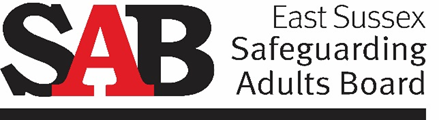 SAB
East Sussex
Safeguarding
Adults Board